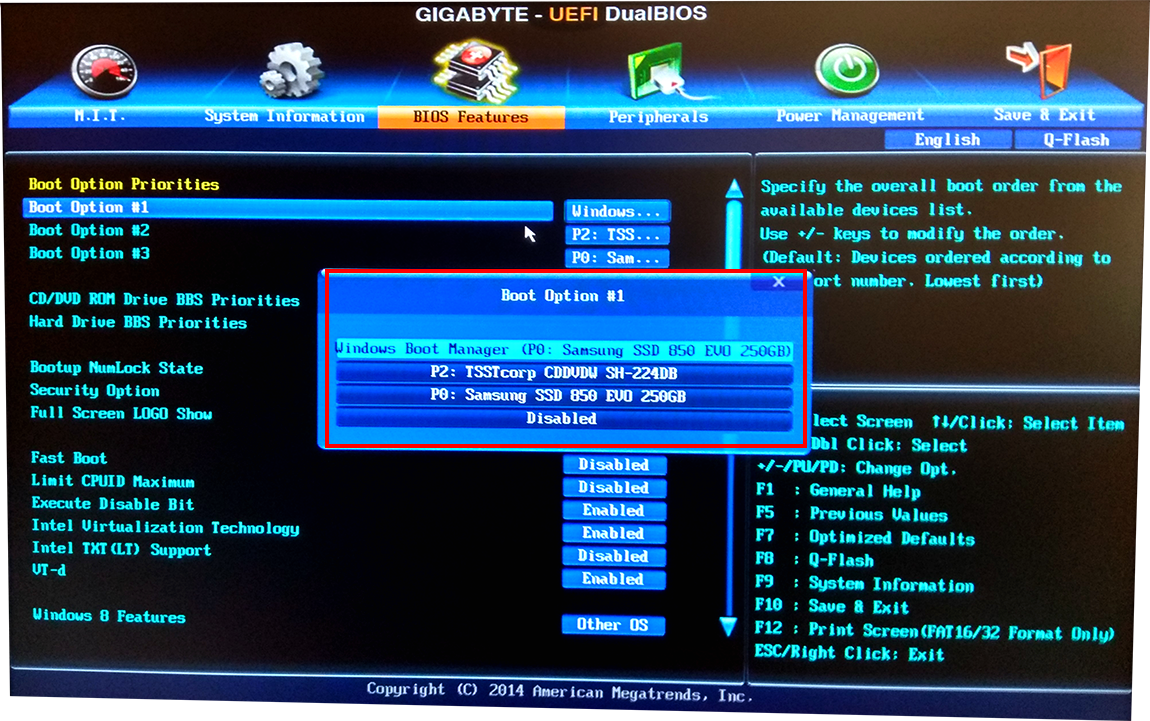 GIGABYTE - UEFI DualBIOS
M.I.T.
System Information
BIOS Features
Peripherals
Power Management
Save & Exit
English
Q-Flash
Boot Option Priorities
Boot Option #1
Windows...
Boot Option #2
P2: TSS...
Boot Option #3
P0: Sam...
CD/DVD ROM Drive BBS Priorities
Hard Drive BBS Priorities
Bootup NumLock State
Security Option
Full Screen LOGO Show
Fast Boot
Disabled
Limit CPUID Maximum
Disabled
Execute Disable Bit
Enabled
Intel Virtualization Technology
Enabled
Intel TXT(LT) Support
Disabled
VT-d
Enabled
Windows 8 Features
Other OS
Boot Option #1
X
Windows Boot Manager (P0: Samsung SSD 850 EVO 250GB)
P2: TSSTcorp CDDVDW SH-224DB
P0: Samsung SSD 850 EVO 250GB
Disabled
Specify the overall boot order from the
available devices list.
Use +/- keys to modify the order.
(Default: Devices ordered according to
ort number. Lowest first)
lect Screen ↑↓/Click: Select Item
Dbl Click: Select
+/-/PU/PD: Change Opt.
F1 : General Help
F5 : Previous Values
F7 : Optimized Defaults
F8 : Q-Flash
F9 : System Information
F10 : Save & Exit
F12 : Print Screen(FAT16/32 Format Only)
ESC/Right Click: Exit
Copyright (C) 2014 American Megatrends, Inc.